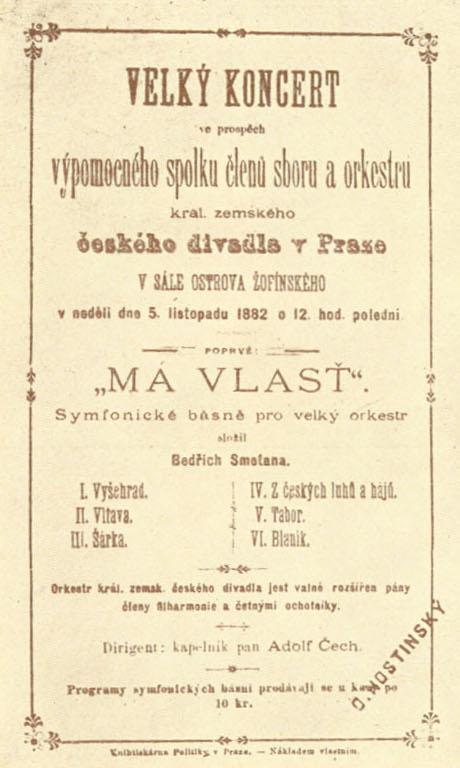 VELKÝ KONCERT
ve prospěch
výpomocného spolku členů sboru a orkestru
král. zemského
českého divadla v Praze
V SÁLE OSTROVA ŽOFÍNSKÉHO
v neděli dne 5. listopadu 1882 o 12. hod. polední.
POPRVÉ:
„MÁ VLASŤ“.
Symfonické básně pro velký orkestr
složil
Bedřich Smetana.
I. Vyšehrad.
II. Vltava.
III. Šárka.
IV. Z českých luhů a hájů.
V. Tabor.
VI. Blaník.
Orkestr král. zemsk. českého divadla jest valně rozšířen pány
členy filharmonie a četnými ochotníky.
Dirigent: kapelník pan Adolf Čech.
Programy symfonických básní prodávají se u kassy po
10 kr.
O. HOSTINSKÝ
Knihtiskárna Politiky, v Praze. — Nákladem vlastním.